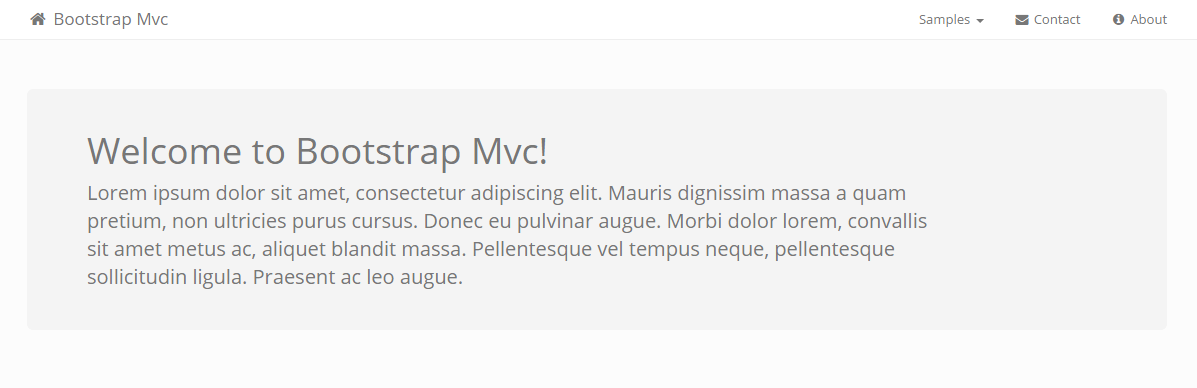 Bootstrap Mvc
Samples
Contact
About
Welcome to Bootstrap Mvc!
Lorem ipsum dolor sit amet, consectetur adipiscing elit. Mauris dignissim massa a quam
pretium, non ultricies purus cursus. Donec eu pulvinar augue. Morbi dolor lorem, convallis
sit amet metus ac, aliquet blandit massa. Pellentesque vel tempus neque, pellentesque
sollicitudin ligula. Praesent ac leo augue.